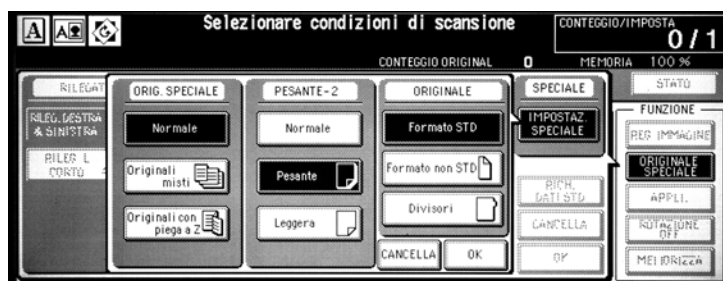 A A
Selezionare condizioni di scansione
CONTEGGIO/IMPOSTA
0/1
CONTEGGIO ORIGINAL 0 MEMORIA 100 %
RILEGAT
ORIG. SPECIALE
PESANTE-2
ORIGINALE
SPECIALE
STATO
RILEG. DESTRA
& SINISTRA
RILEG L
CORTO
Normale
Originali
misti
Originali con
piega a Z
Normale
Pesante
Leggera
Formato STD
Formato non STD
Divisori
CANCELLA
OK
IMPOSTAZ.
SPECIALE
RICH.
DATI STD
CANCELLA
OK
FUNZIONE
REG IMMAGINE
ORIGINALE
SPECIALE
APPLI.
ROTAZIONE
OFF
MEMORIZZA